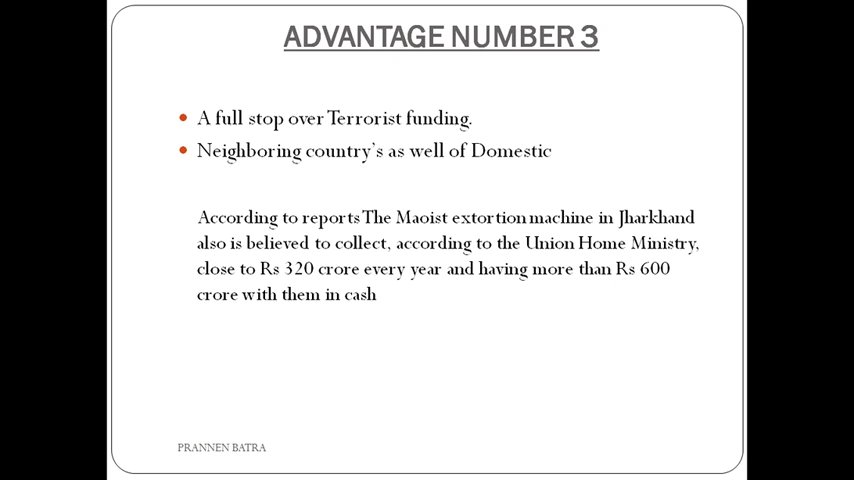 ADVANTAGE NUMBER 3
• A full stop over Terrorist funding.
• Neighboring country's as well of Domestic
According to reports The Maoist extortion machine in Jharkhand
also is believed to collect, according to the Union Home Ministry,
close to Rs 320 crore every year and having more than Rs 600
crore with them in cash
PRANNEN BATRA